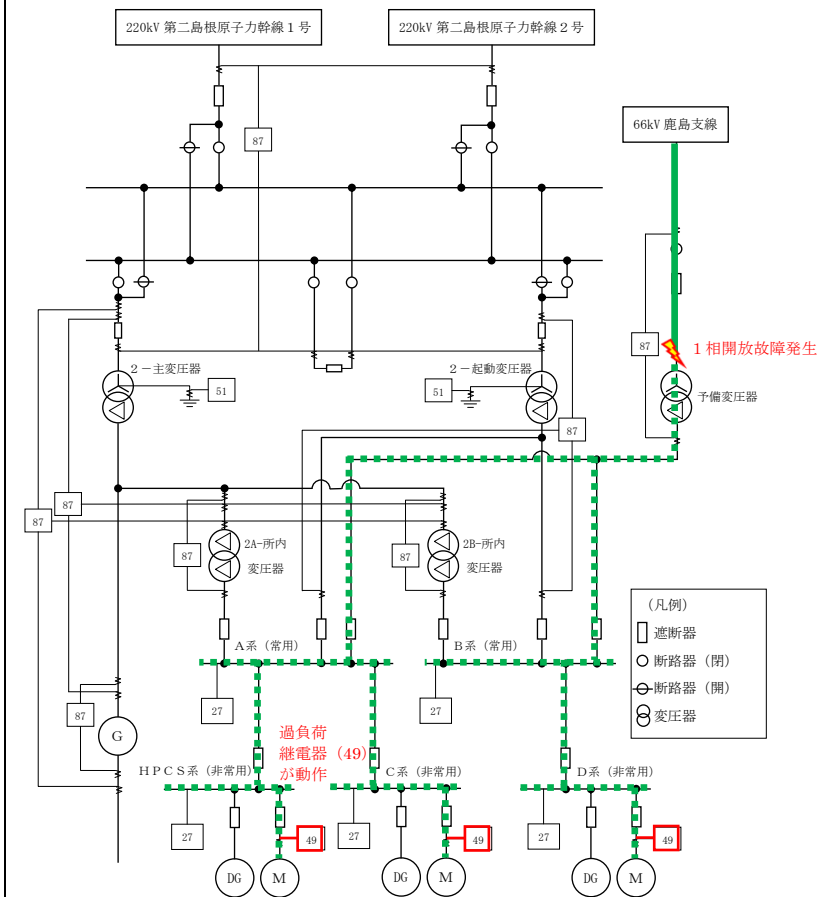 220kV 第二島根原子力幹線1号
220kV 第二島根原子力幹線2号
66kV 鹿島支線
87
87
1相開放故障発生
2－主変圧器
51
2－起動変圧器
51
予備変圧器
87
87
87
87
2A-所内
変圧器
87
2B-所内
変圧器
(凡例)
遮断器
断路器（閉）
断路器（開）
変圧器
A系（常用）
B系（常用）
27
27
87
G
過負荷
継電器（49）
が動作
HPCS系（非常用）
C系（非常用）
D系（非常用）
27
49
27
49
27
49
DG
M
DG
M
DG
M